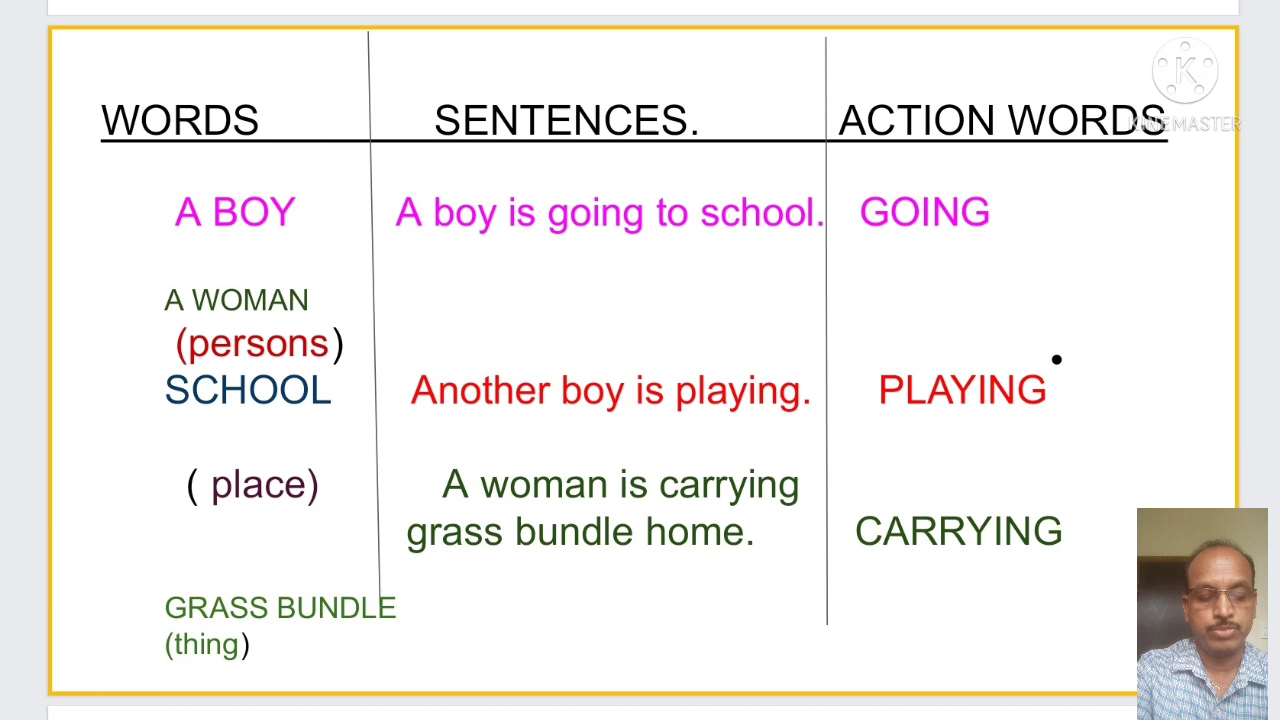 WORDS SENTENCES. ACTION WORDS
K
KINEMASTER
A BOY A boy is going to school. GOING
A WOMAN
(persons)
SCHOOL Another boy is playing. PLAYING
( place) A woman is carrying
grass bundle home. CARRYING
GRASS BUNDLE
(thing)